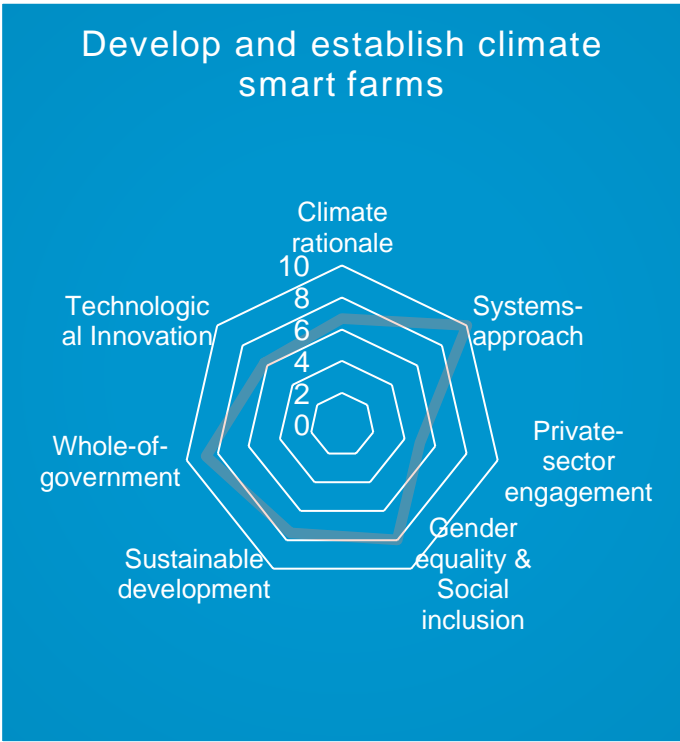 Develop and establish climate
smart farms
Climate
rationale
10
8
6
4
2
0
Systems-
approach
Private-
sector
engagement
Gender
equality &
Social
inclusion
Sustainable
development
Whole-of-
government
Technologic
al Innovation